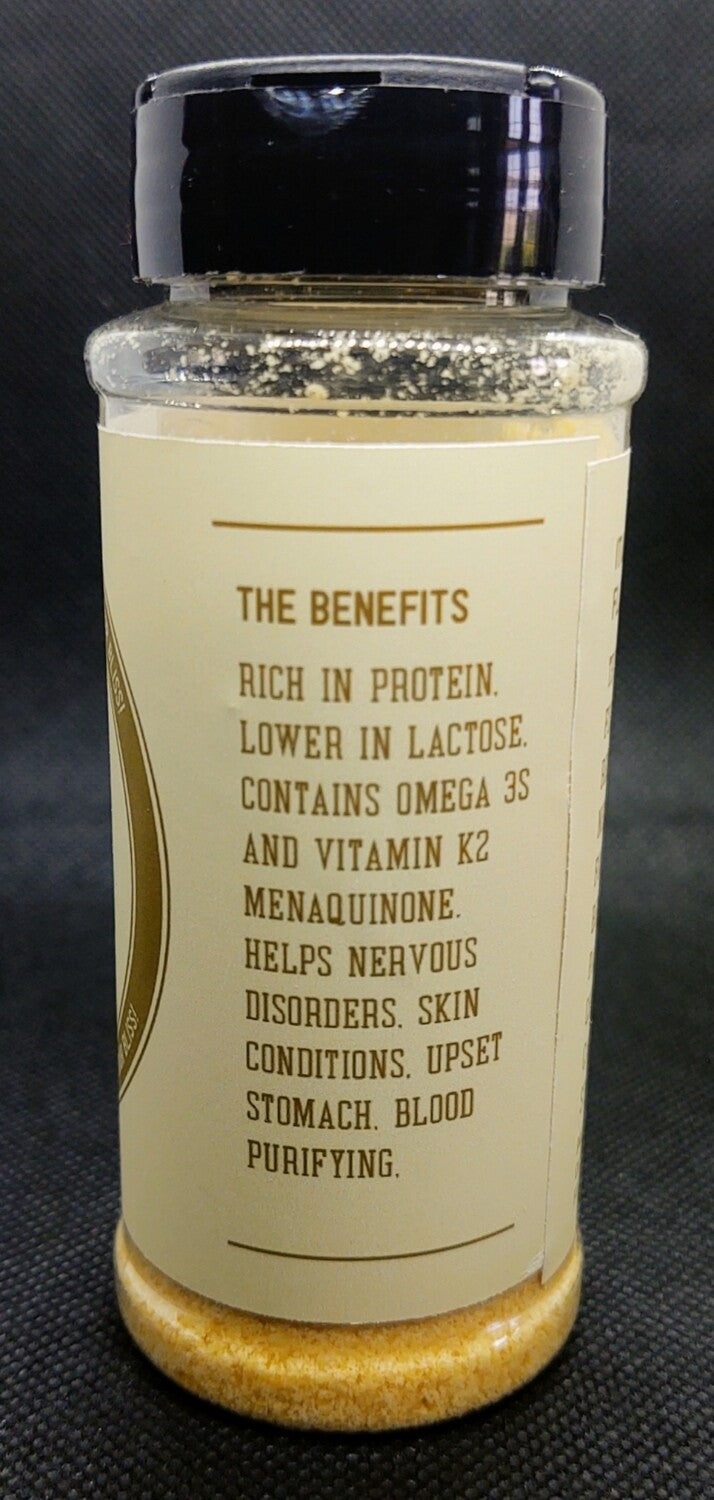 THE BENEFITS
RICH IN PROTEIN,
LOWER IN LACTOSE,
CONTAINS OMEGA 3S
AND VITAMIN K2
MENAQUINONE.
HELPS NERVOUS
DISORDERS, SKIN
CONDITIONS, UPSET
STOMACH, BLOOD
PURIFYING,